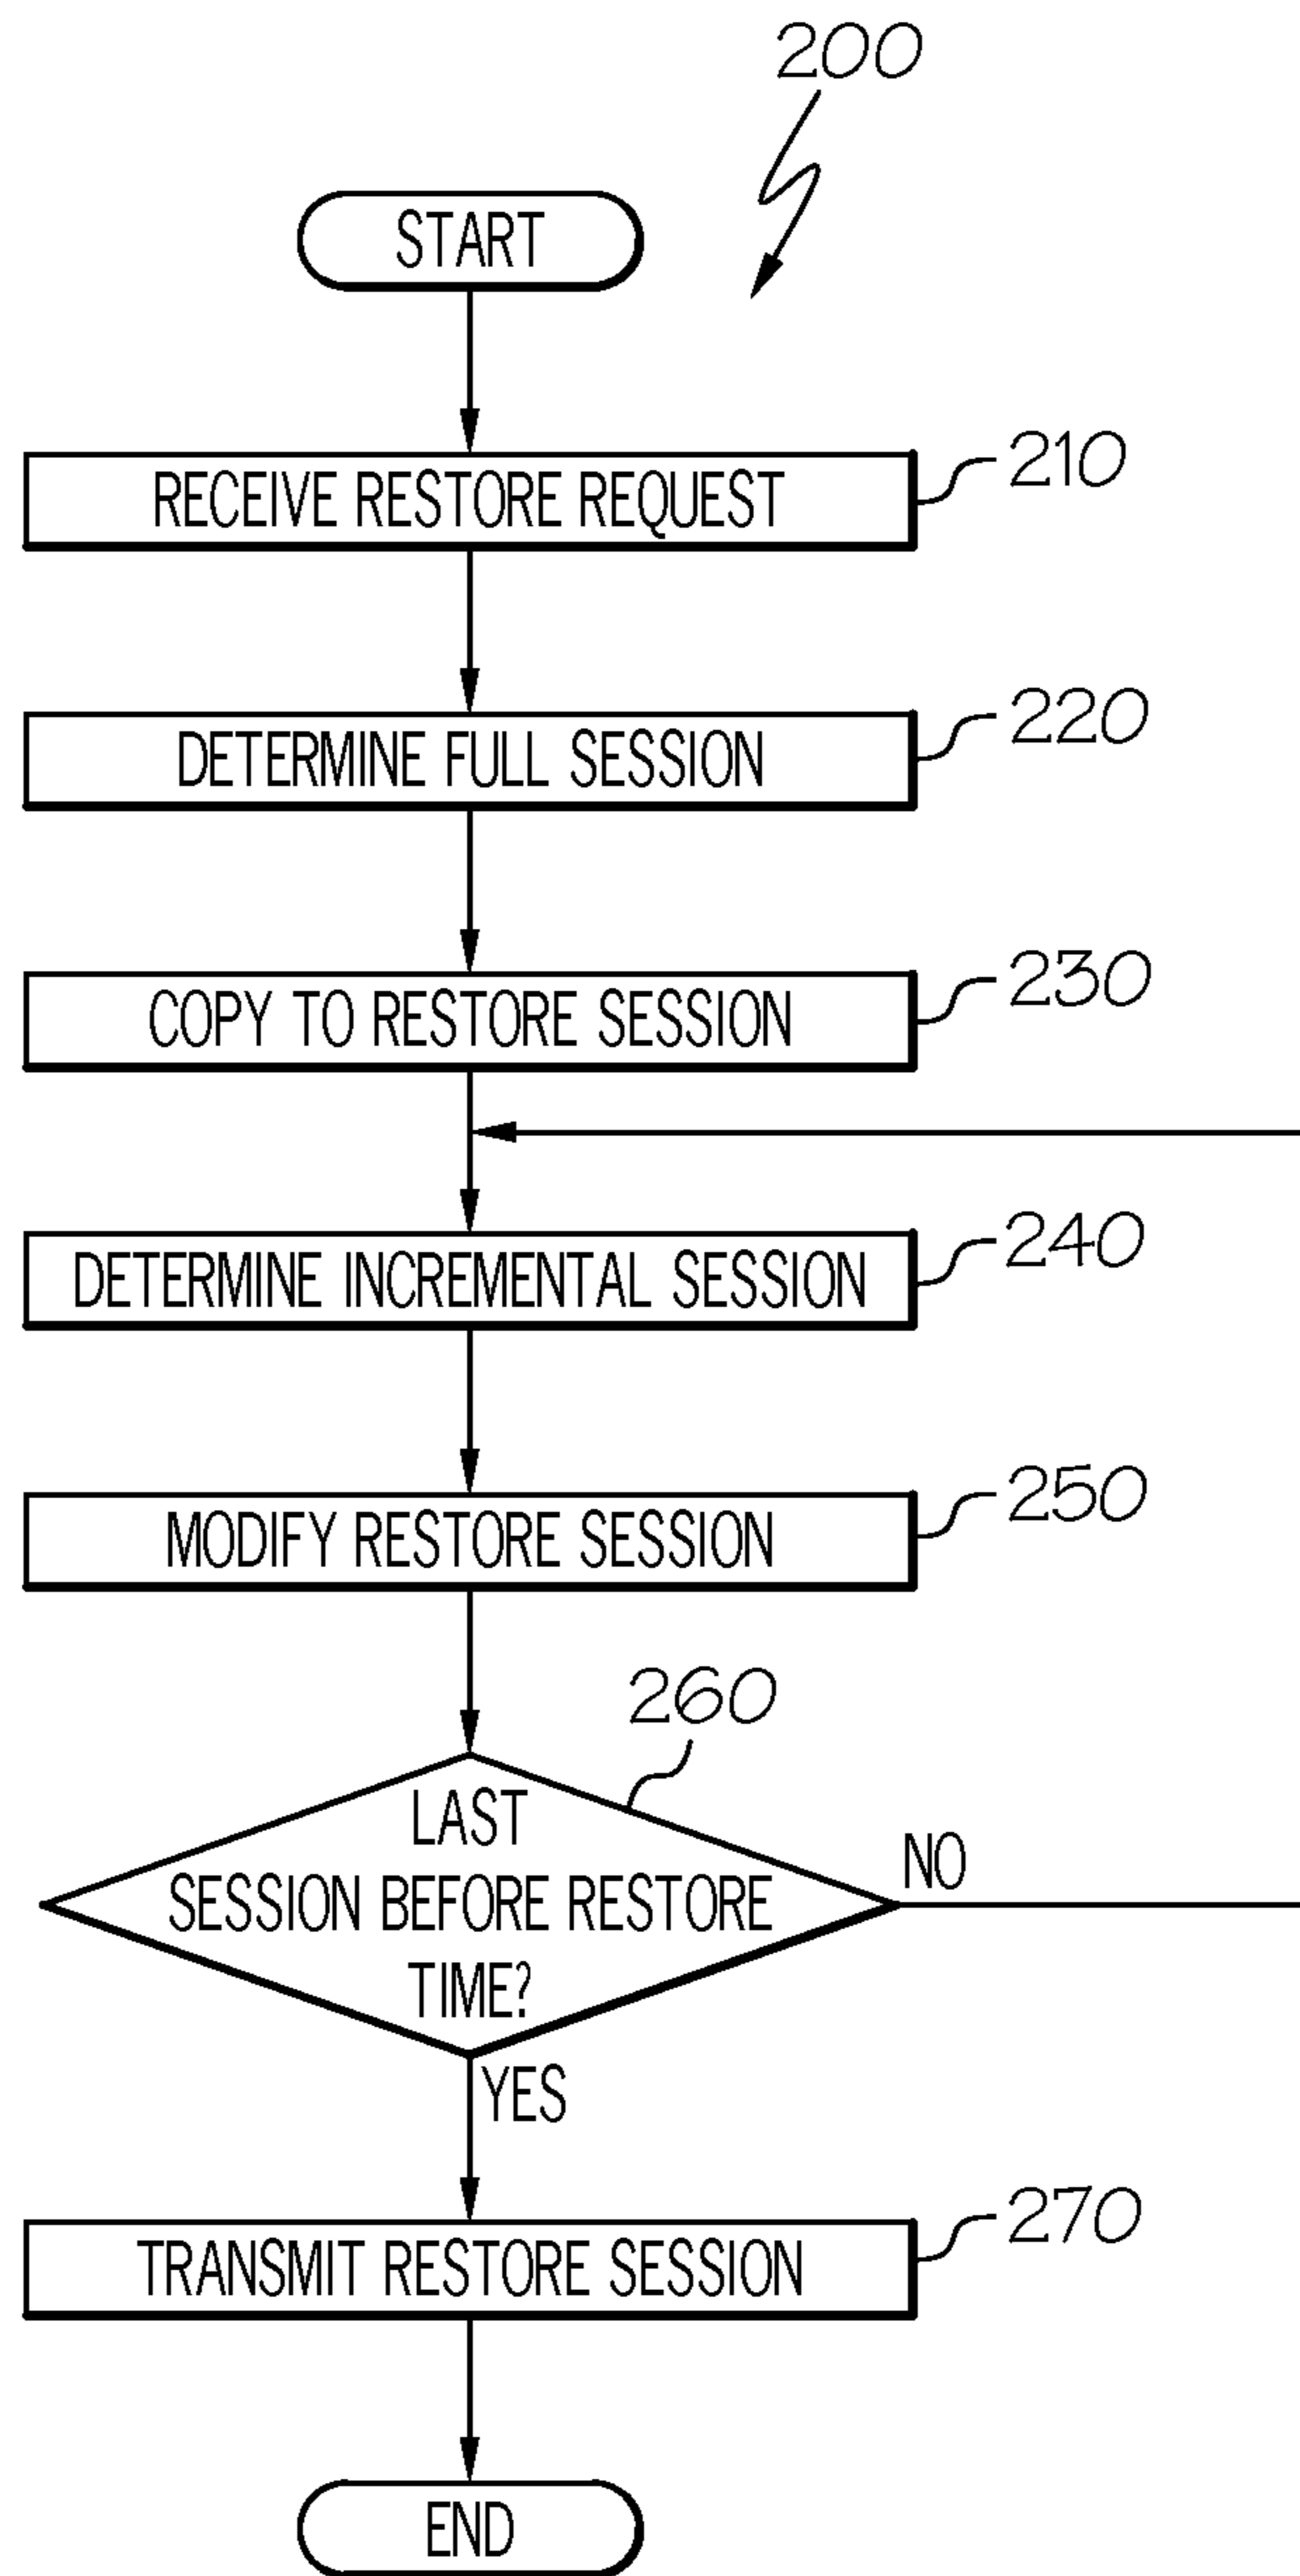 200
START
RECEIVE RESTORE REQUEST
210
DETERMINE FULL SESSION
220
COPY TO RESTORE SESSION
230
DETERMINE INCREMENTAL SESSION
240
MODIFY RESTORE SESSION
250
260
LAST
SESSION BEFORE RESTORE
TIME?
NO
YES
TRANSMIT RESTORE SESSION
270
END